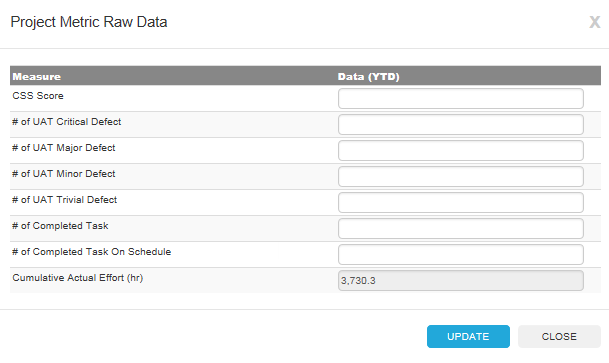 Project Metric Raw Data
X
Measure Data (YTD)
CSS Score
# of UAT Critical Defect
# of UAT Major Defect
# of UAT Minor Defect
# of UAT Trivial Defect
# of Completed Task
# of Completed Task On Schedule
Cumulative Actual Effort (hr) 3,730.3
UPDATE CLOSE